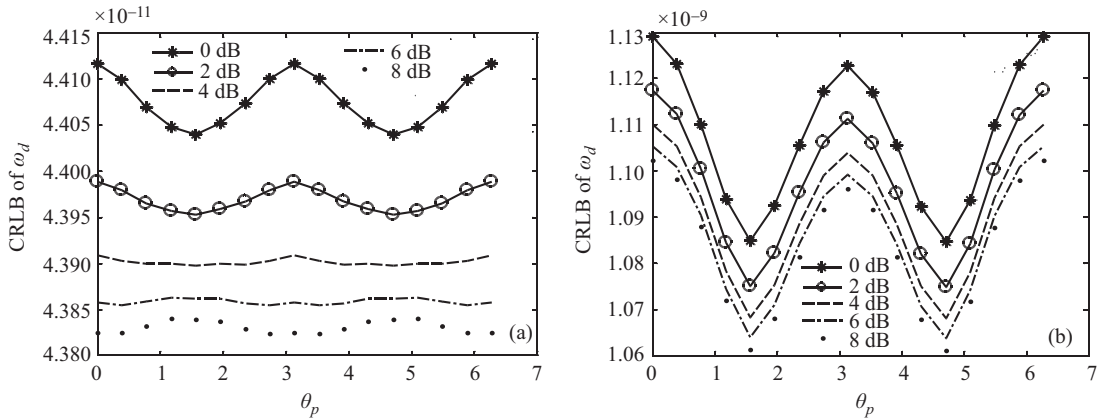 ×10⁻¹¹
4.415
4.410
4.405
4.400
4.395
4.390
4.385
4.380
CRLB of ω_d
0 dB
2 dB
4 dB
6 dB
8 dB
(a)
0 1 2 3 4 5 6 7
θ_p
×10⁻⁹
1.13
1.12
1.11
1.10
1.09
1.08
1.07
1.06
CRLB of ω_d
0 dB
2 dB
4 dB
6 dB
8 dB
(b)
0 1 2 3 4 5 6 7
θ_p